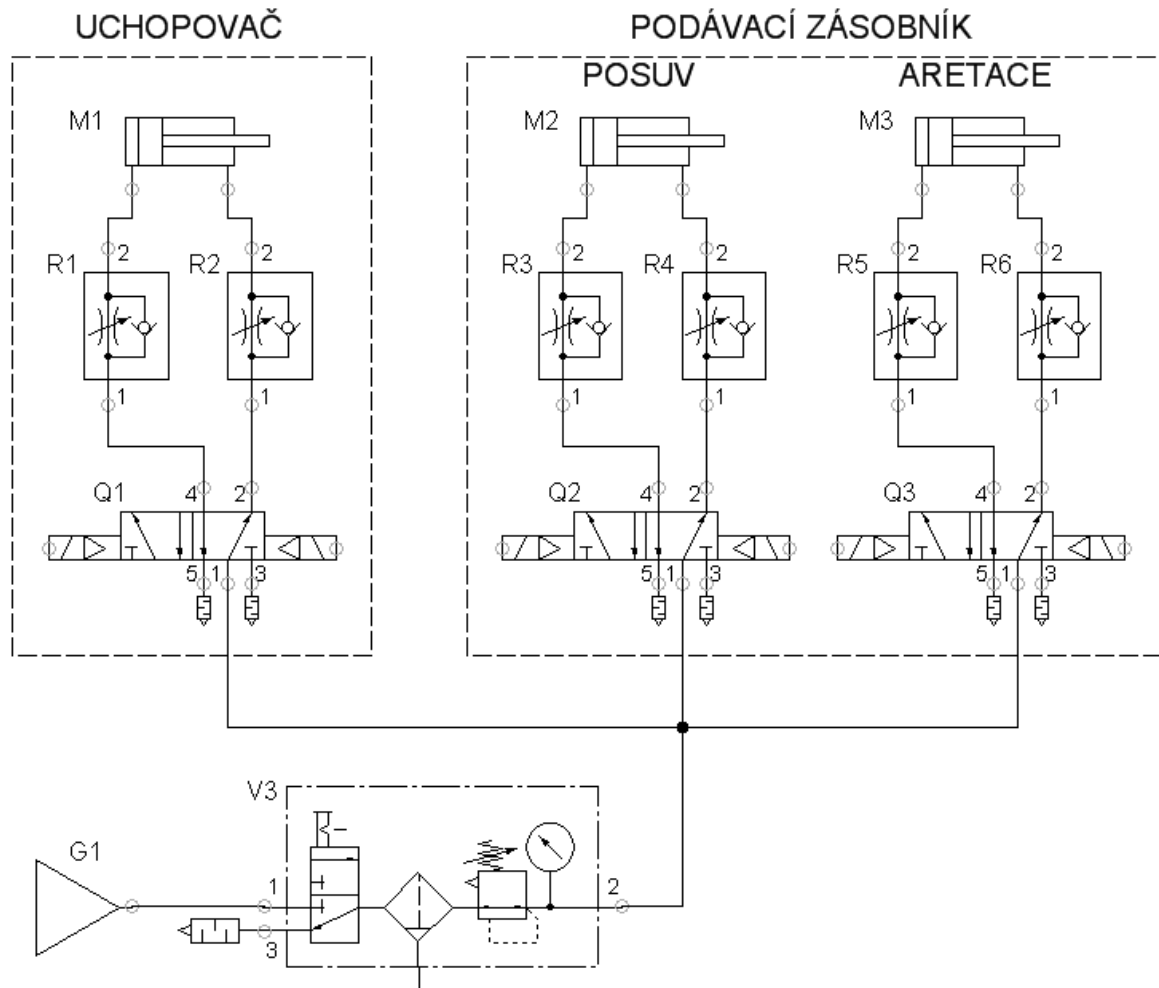 UCHOPOVAČ PODÁVACÍ ZÁSOBNÍK
POSUV ARETACE
M1 M2 M3
2 2 2 2 2 2
R1 R2 R3 R4 R5 R6
1 1 1 1 1 1
Q1 4 2 Q2 4 2 Q3 4 2
5 1 3 5 1 3 5 1 3
V3
G1
1 2
3